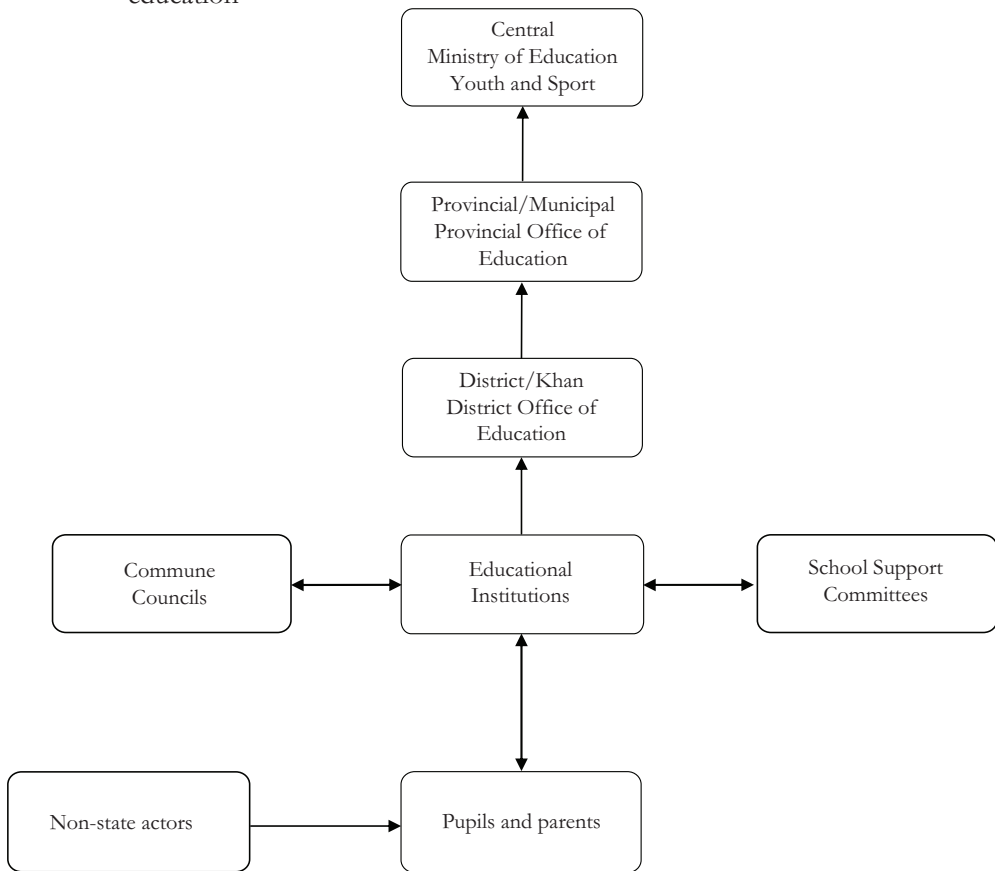 education
Central
Ministry of Education
Youth and Sport
Provincial/Municipal
Provincial Office of
Education
District/Khan
District Office of
Education
Commune
Councils
Educational
Institutions
School Support
Committees
Non-state actors
Pupils and parents